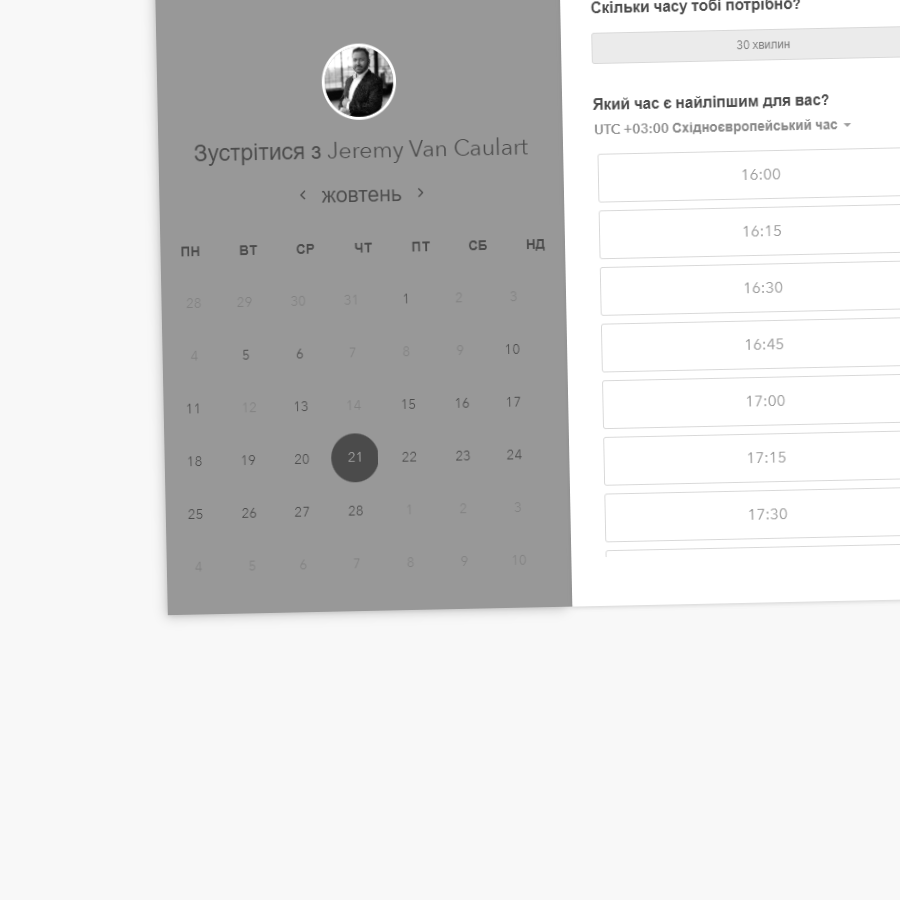 Зустрітися з Jeremy Van Caulart
‹ жовтень ›
ПН ВТ СР ЧТ ПТ СБ НД
28 29 30 31 1 2 3
4 5 6 7 8 9 10
11 12 13 14 15 16 17
18 19 20 21 22 23 24
25 26 27 28 1 2 3
4 5 6 7 8 9 10
Скільки часу тобі потрібно?
30 хвилин
Який час є найліпшим для вас?
UTC +03:00 Східноєвропейський час
16:00
16:15
16:30
16:45
17:00
17:15
17:30